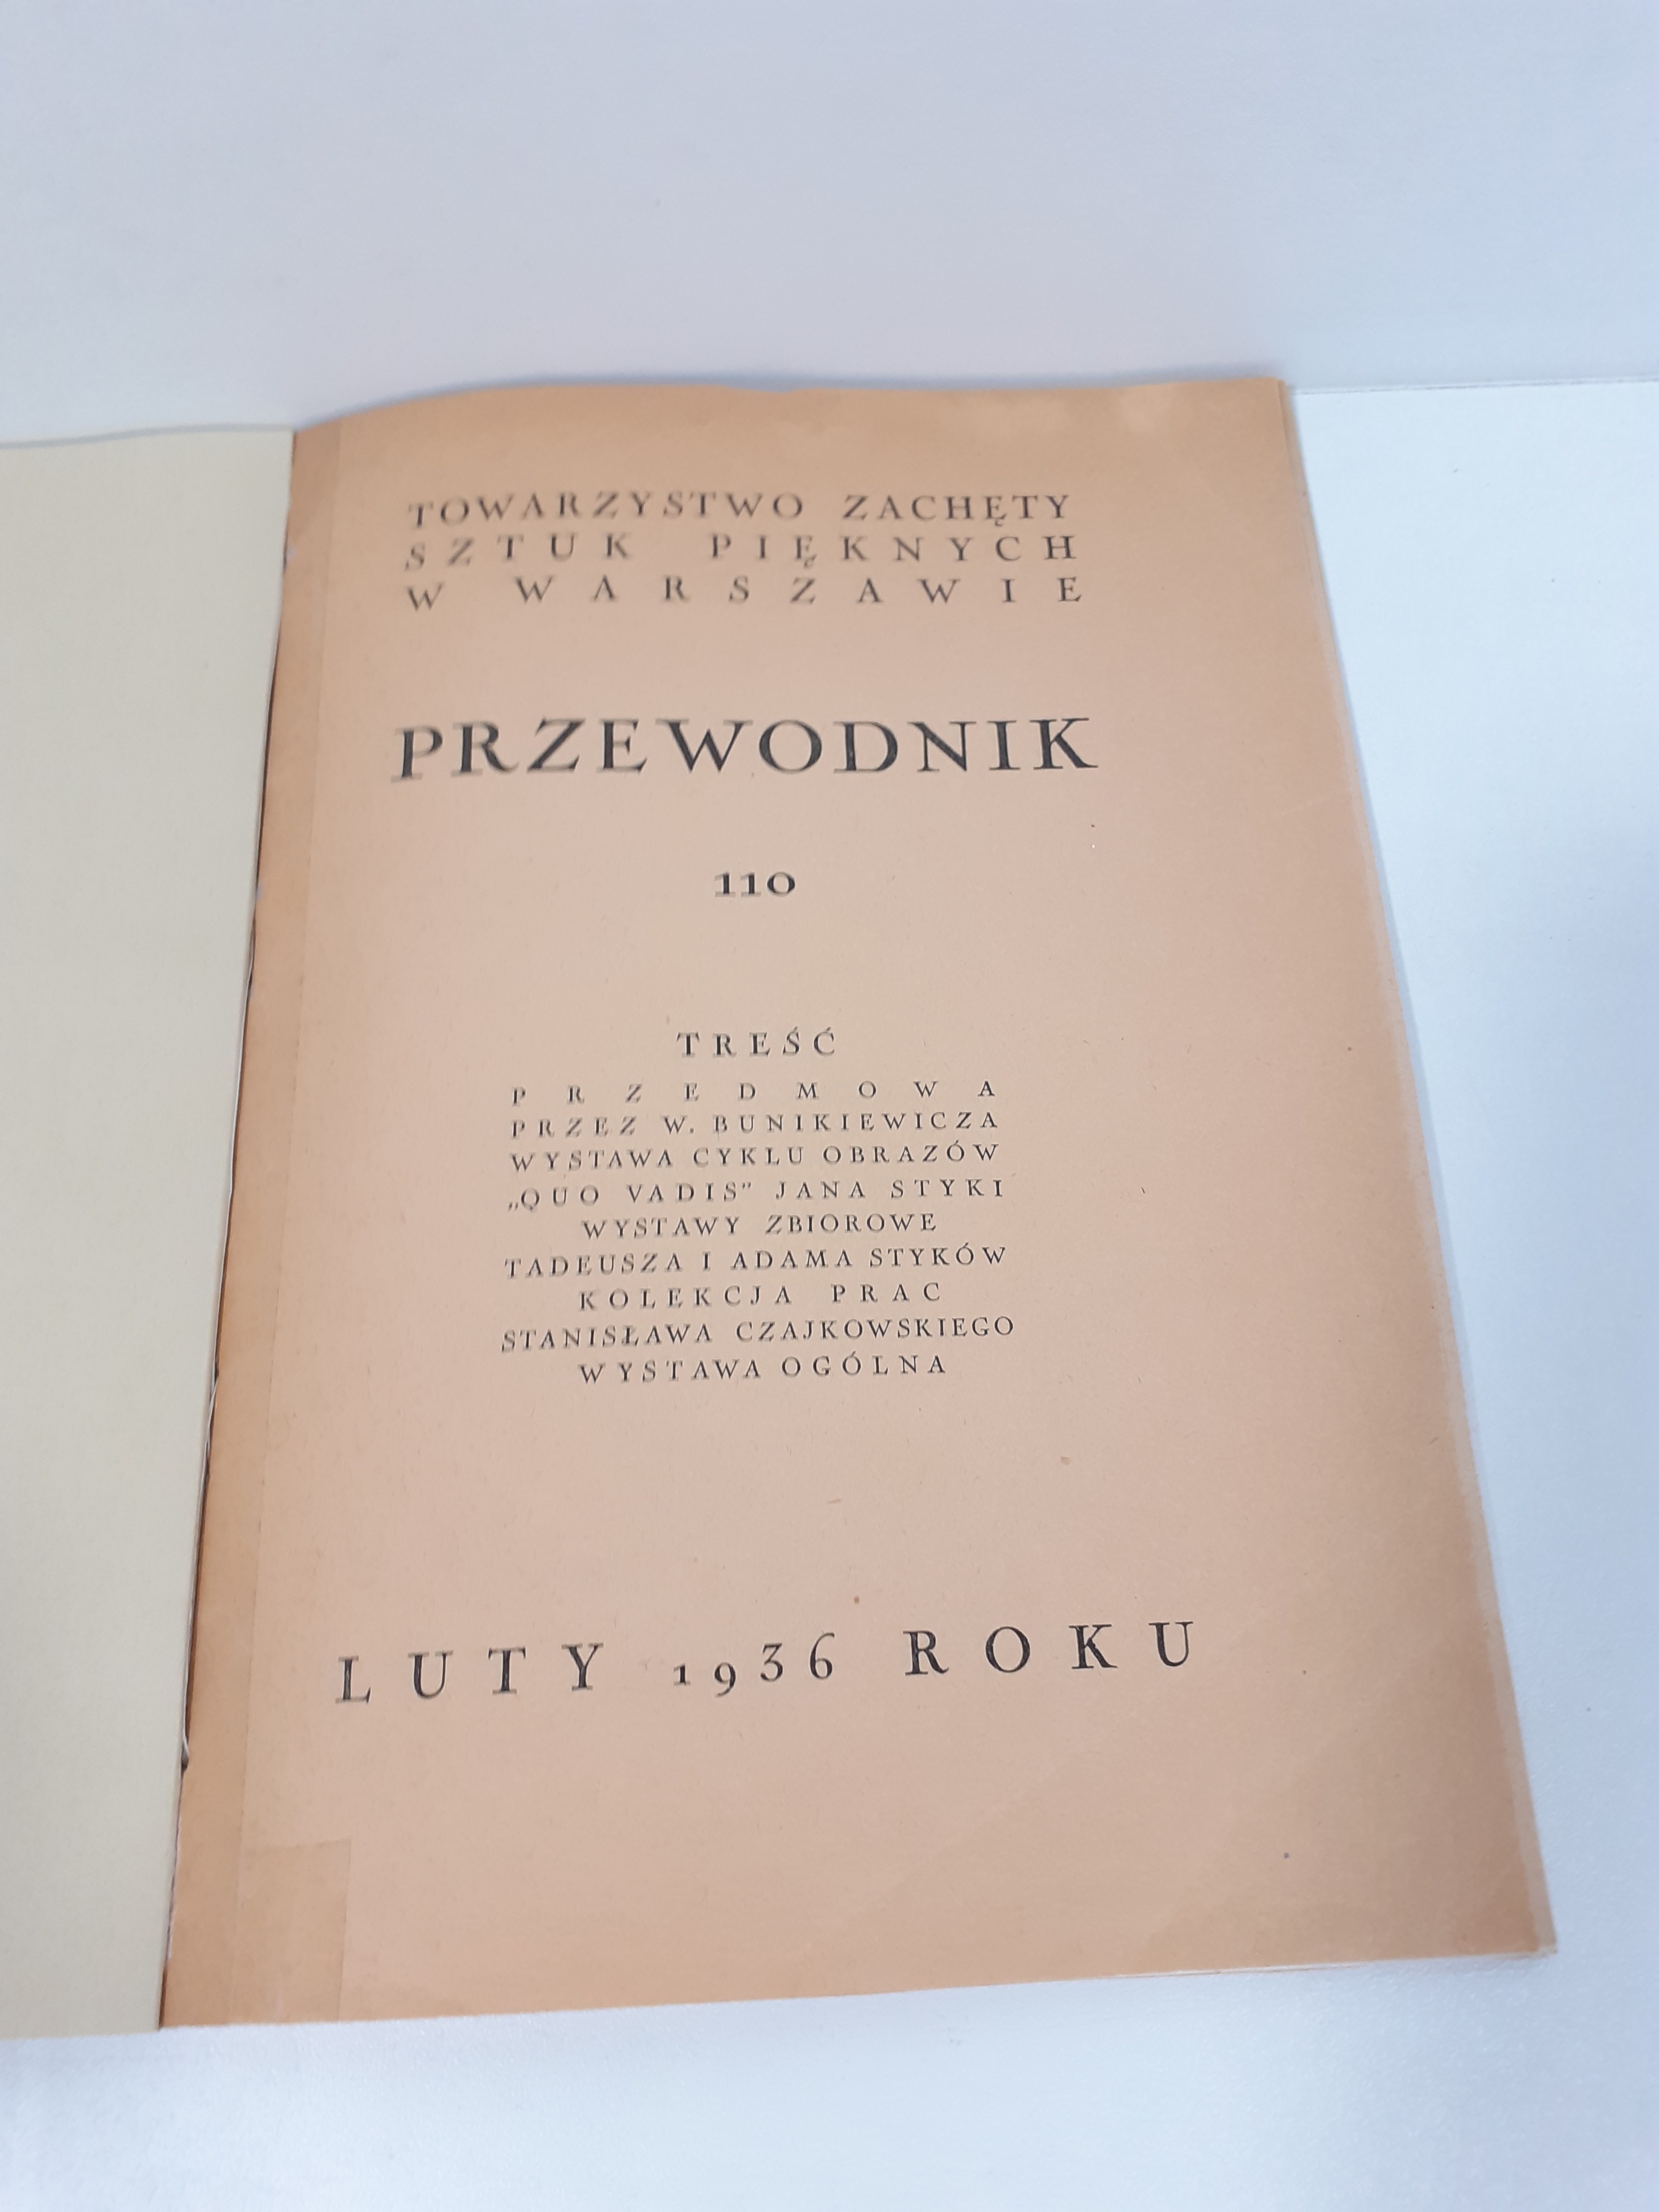 TOWARZYSTWO ZACHĘTY
SZTUK PIĘKNYCH
W WARSZAWIE
PRZEWODNIK
110
TREŚĆ
PRZEDMOWA
PRZEZ W. BUNIKIEWICZA
WYSTAWA CYKLU OBRAZÓW
„QUO VADIS” JANA STYKI
WYSTAWY ZBIOROWE
TADEUSZA I ADAMA STYKÓW
KOLEKCJA PRAC
STANISŁAWA CZAJKOWSKIEGO
WYSTAWA OGÓLNA
LUTY 1936 ROKU